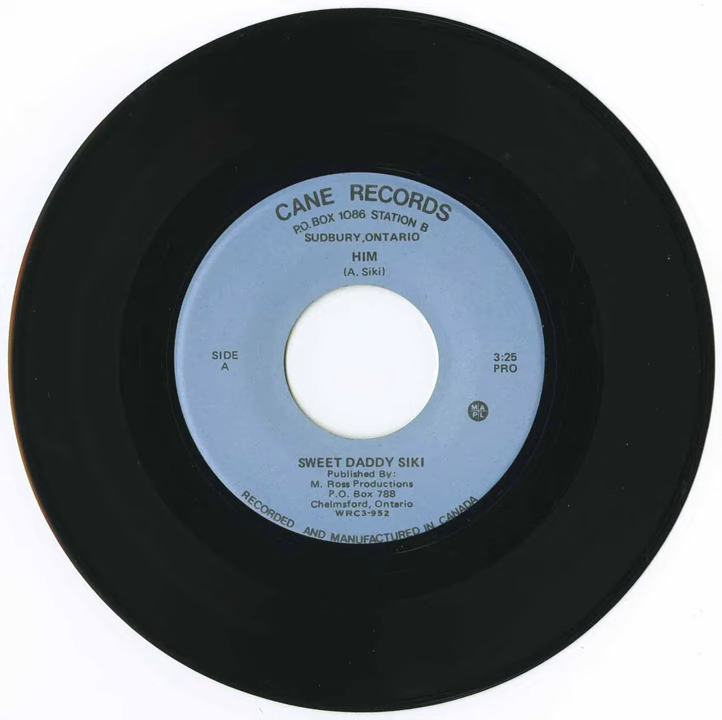 CANE RECORDS
P.O. BOX 1086 STATION B
SUDBURY, ONTARIO
HIM
(A. Siki)
SIDE
A
3:25
PRO
M A
P L
SWEET DADDY SIKI
Published By:
M. Ross Productions
P.O. Box 788
Chelmsford, Ontario
WRC3-952
RECORDED AND MANUFACTURED IN CANADA